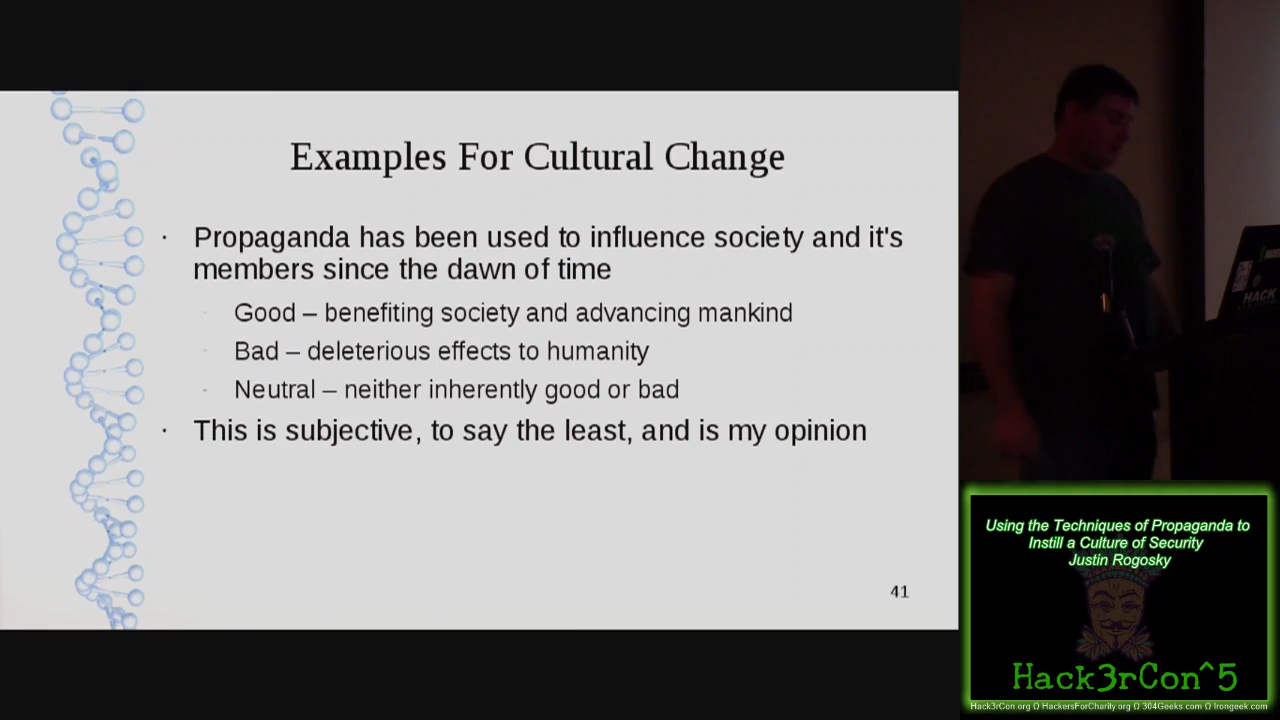 Examples For Cultural Change
· Propaganda has been used to influence society and it's
members since the dawn of time
- Good – benefiting society and advancing mankind
- Bad – deleterious effects to humanity
- Neutral – neither inherently good or bad
· This is subjective, to say the least, and is my opinion
41
HACK
Using the Techniques of Propaganda to
Instill a Culture of Security
Justin Rogosky
Hack3rCon^5
Hack3rCon.org Ω HackersForCharity.org Ω 304Geeks.com Ω Irongeek.com